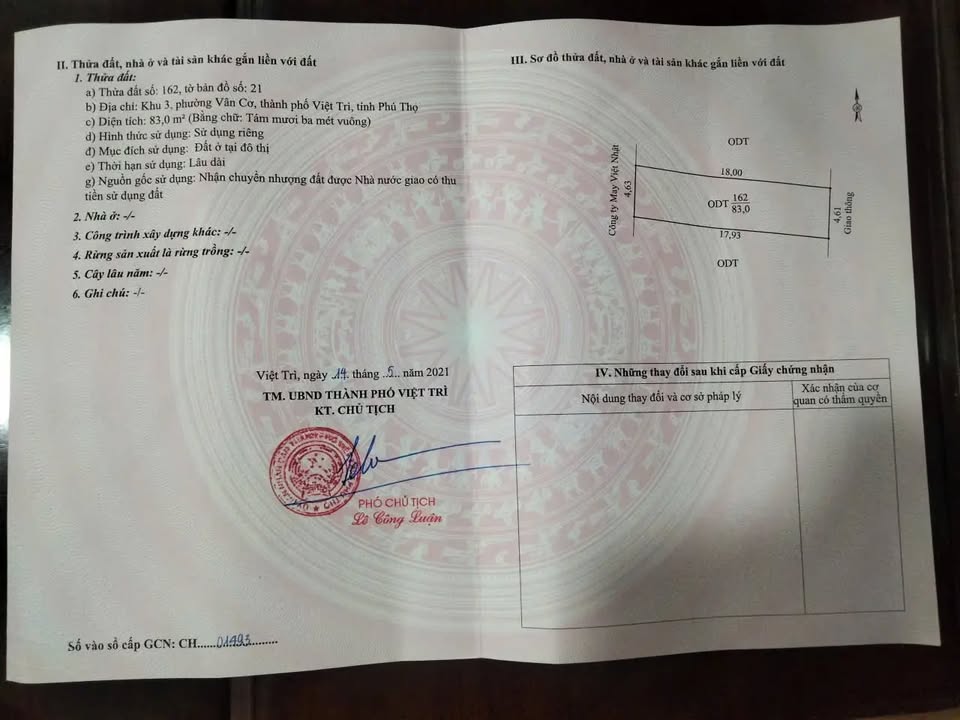 II. Thửa đất, nhà ở và tài sản khác gắn liền với đất
1. Thửa đất:
a) Thửa đất số: 162, tờ bản đồ số: 21
b) Địa chỉ: Khu 3, phường Vân Cơ, thành phố Việt Trì, tỉnh Phú Thọ
c) Diện tích: 83,0 m² (Bằng chữ: Tám mươi ba mét vuông)
d) Hình thức sử dụng: Sử dụng riêng
đ) Mục đích sử dụng: Đất ở tại đô thị
e) Thời hạn sử dụng: Lâu dài
g) Nguồn gốc sử dụng: Nhận chuyển nhượng đất được Nhà nước giao có thu
tiền sử dụng đất
2. Nhà ở: -/-
3. Công trình xây dựng khác: -/-
4. Rừng sản xuất là rừng trồng: -/-
5. Cây lâu năm: -/-
6. Ghi chú: -/-
Việt Trì, ngày 14 tháng 5 năm 2021
TM. UBND THÀNH PHỐ VIỆT TRÌ
KT. CHỦ TỊCH
PHÓ CHỦ TỊCH
Lê Công Luận
Số vào sổ cấp GCN: CH......01493.........
III. Sơ đồ thửa đất, nhà ở và tài sản khác gắn liền với đất
ODT
Công ty May Việt Nhật
4,63
18,00
ODT 162
83,0
4,61
Giao thông
17,93
ODT
IV. Những thay đổi sau khi cấp Giấy chứng nhận
Nội dung thay đổi và cơ sở pháp lý
Xác nhận của cơ
quan có thẩm quyền